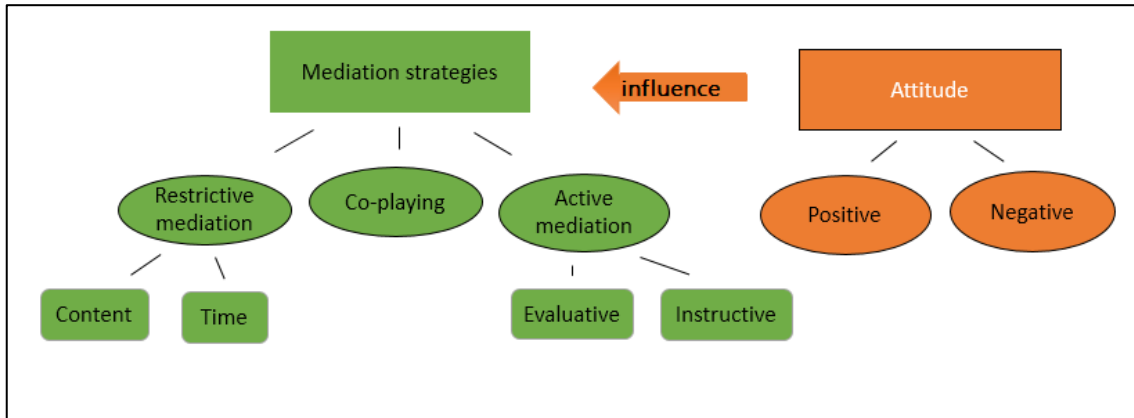 Mediation strategies
influence
Attitude
Restrictive
mediation
Co-playing
Active
mediation
Positive
Negative
Content
Time
Evaluative
Instructive